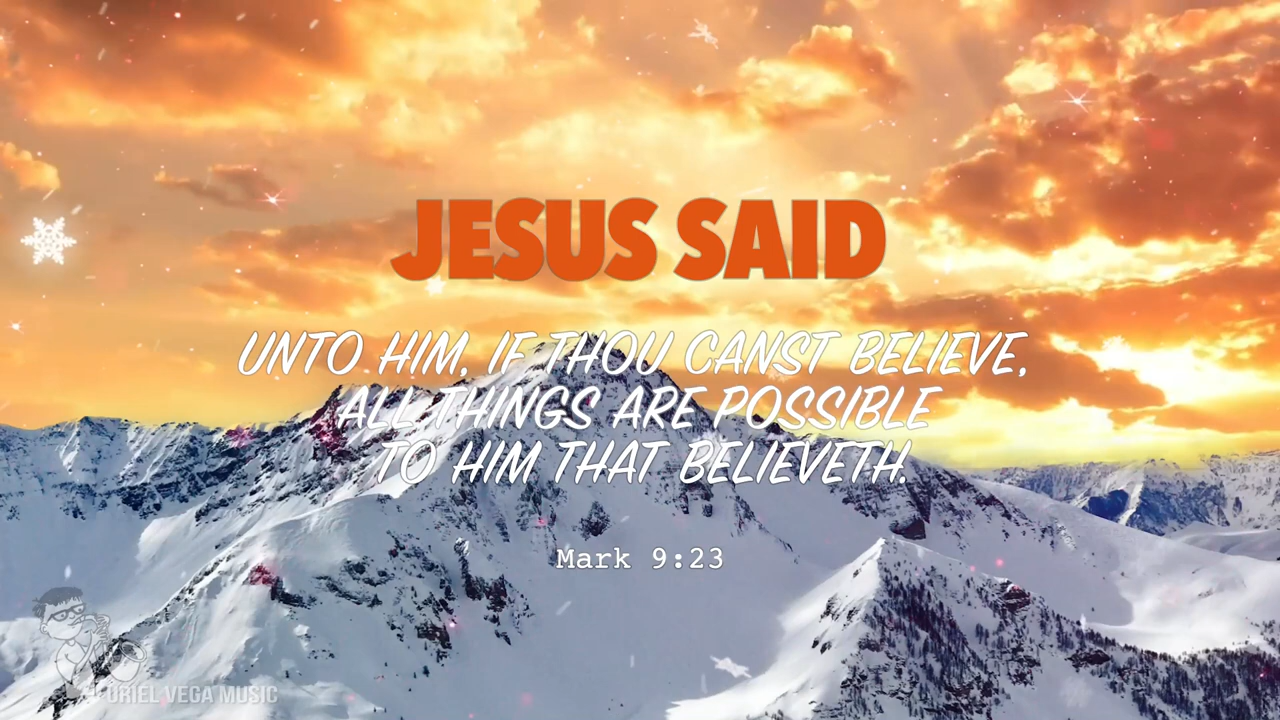 JESUS SAID
UNTO HIM, IF THOU CANST BELIEVE,
ALL THINGS ARE POSSIBLE
TO HIM THAT BELIEVETH.
Mark 9:23
URIEL VEGA MUSIC